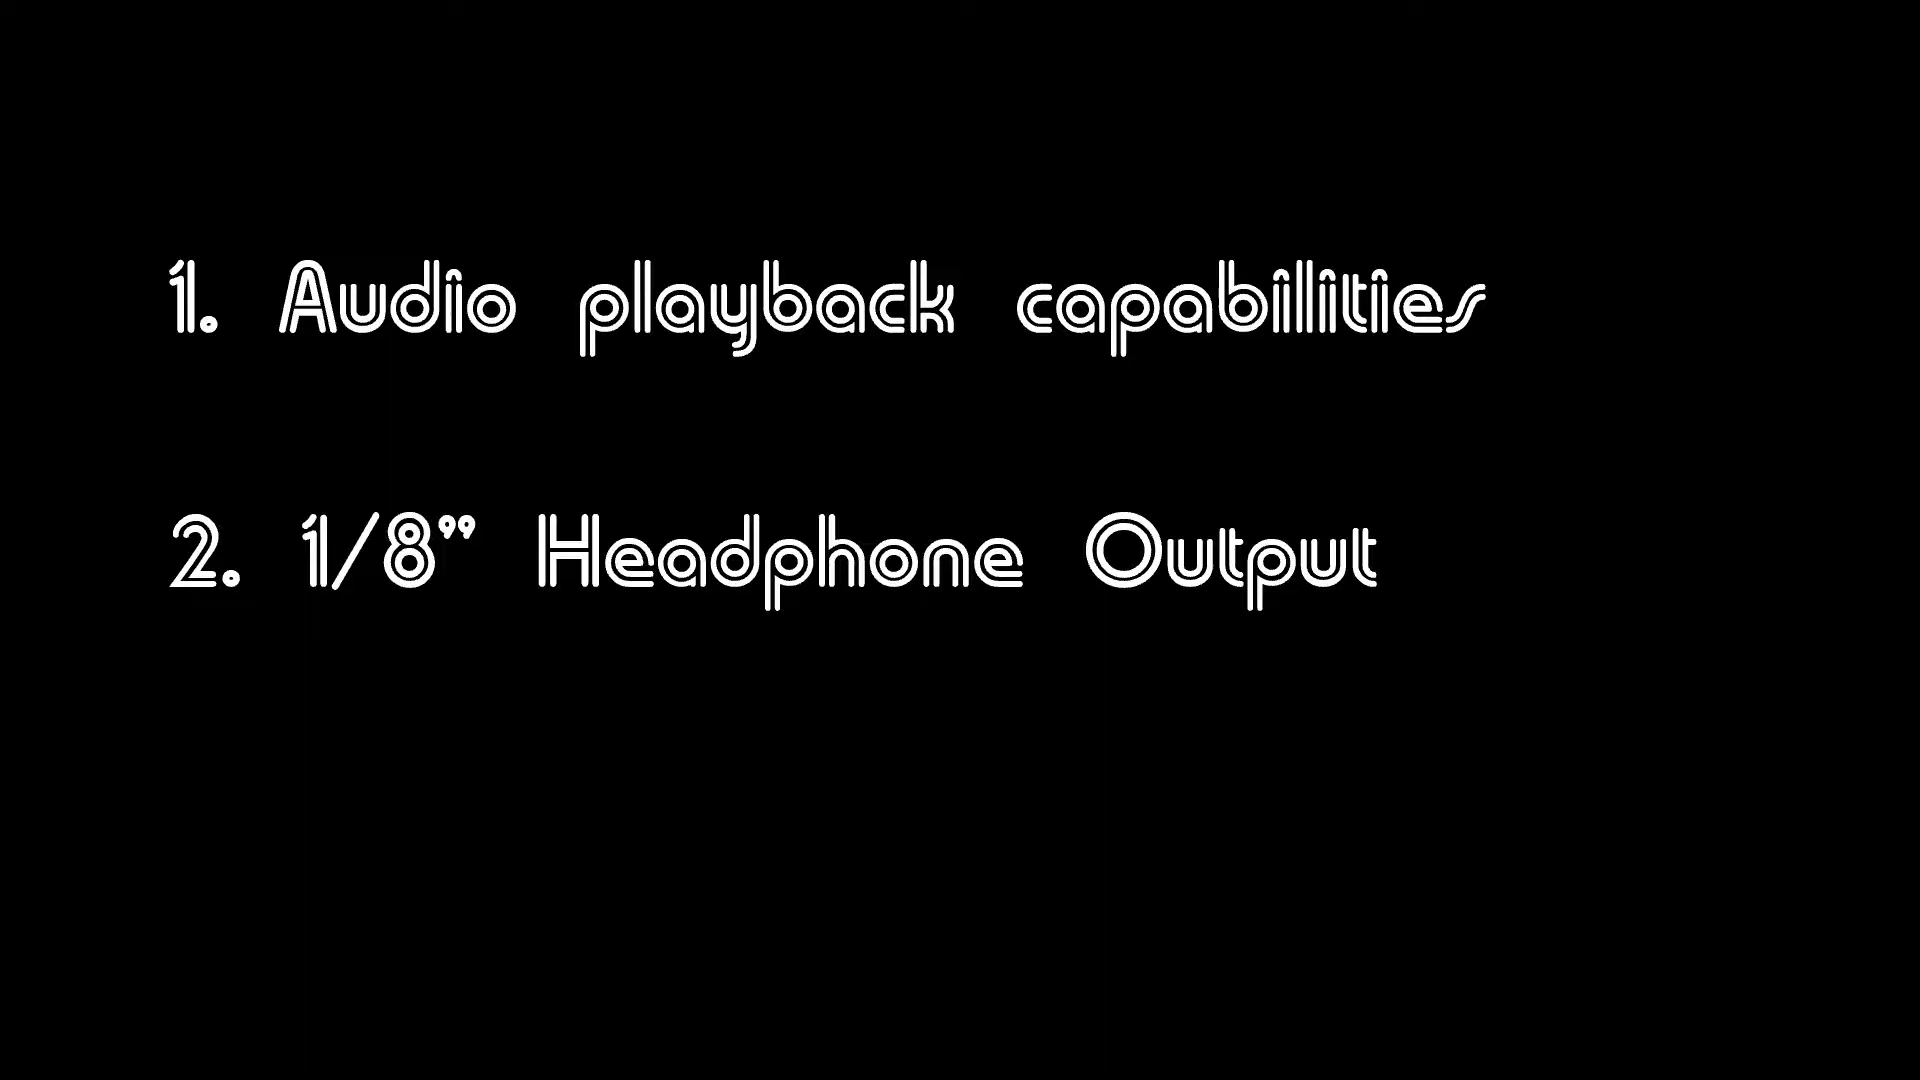 1. Audio playback capabilities
2. 1/8” Headphone Output